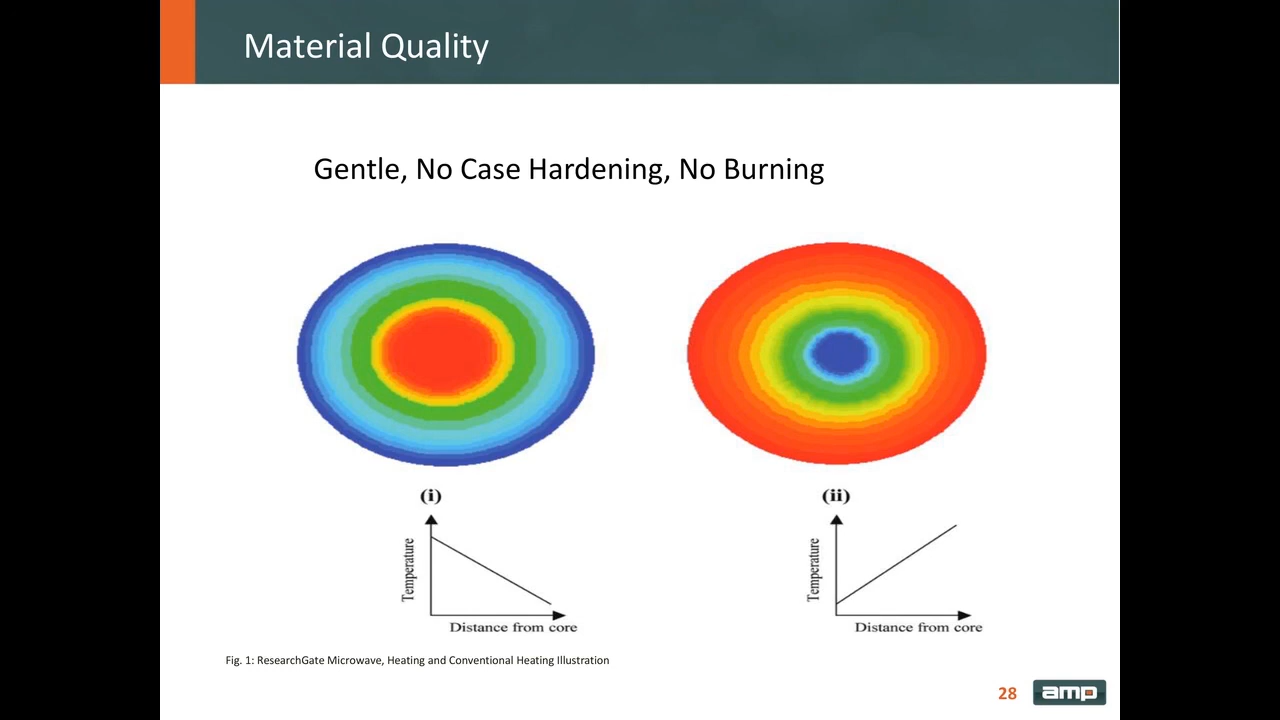 Material Quality
Gentle, No Case Hardening, No Burning
(i)
(ii)
Temperature
Distance from core
Temperature
Distance from core
Fig. 1: ResearchGate Microwave, Heating and Conventional Heating Illustration
28
amp